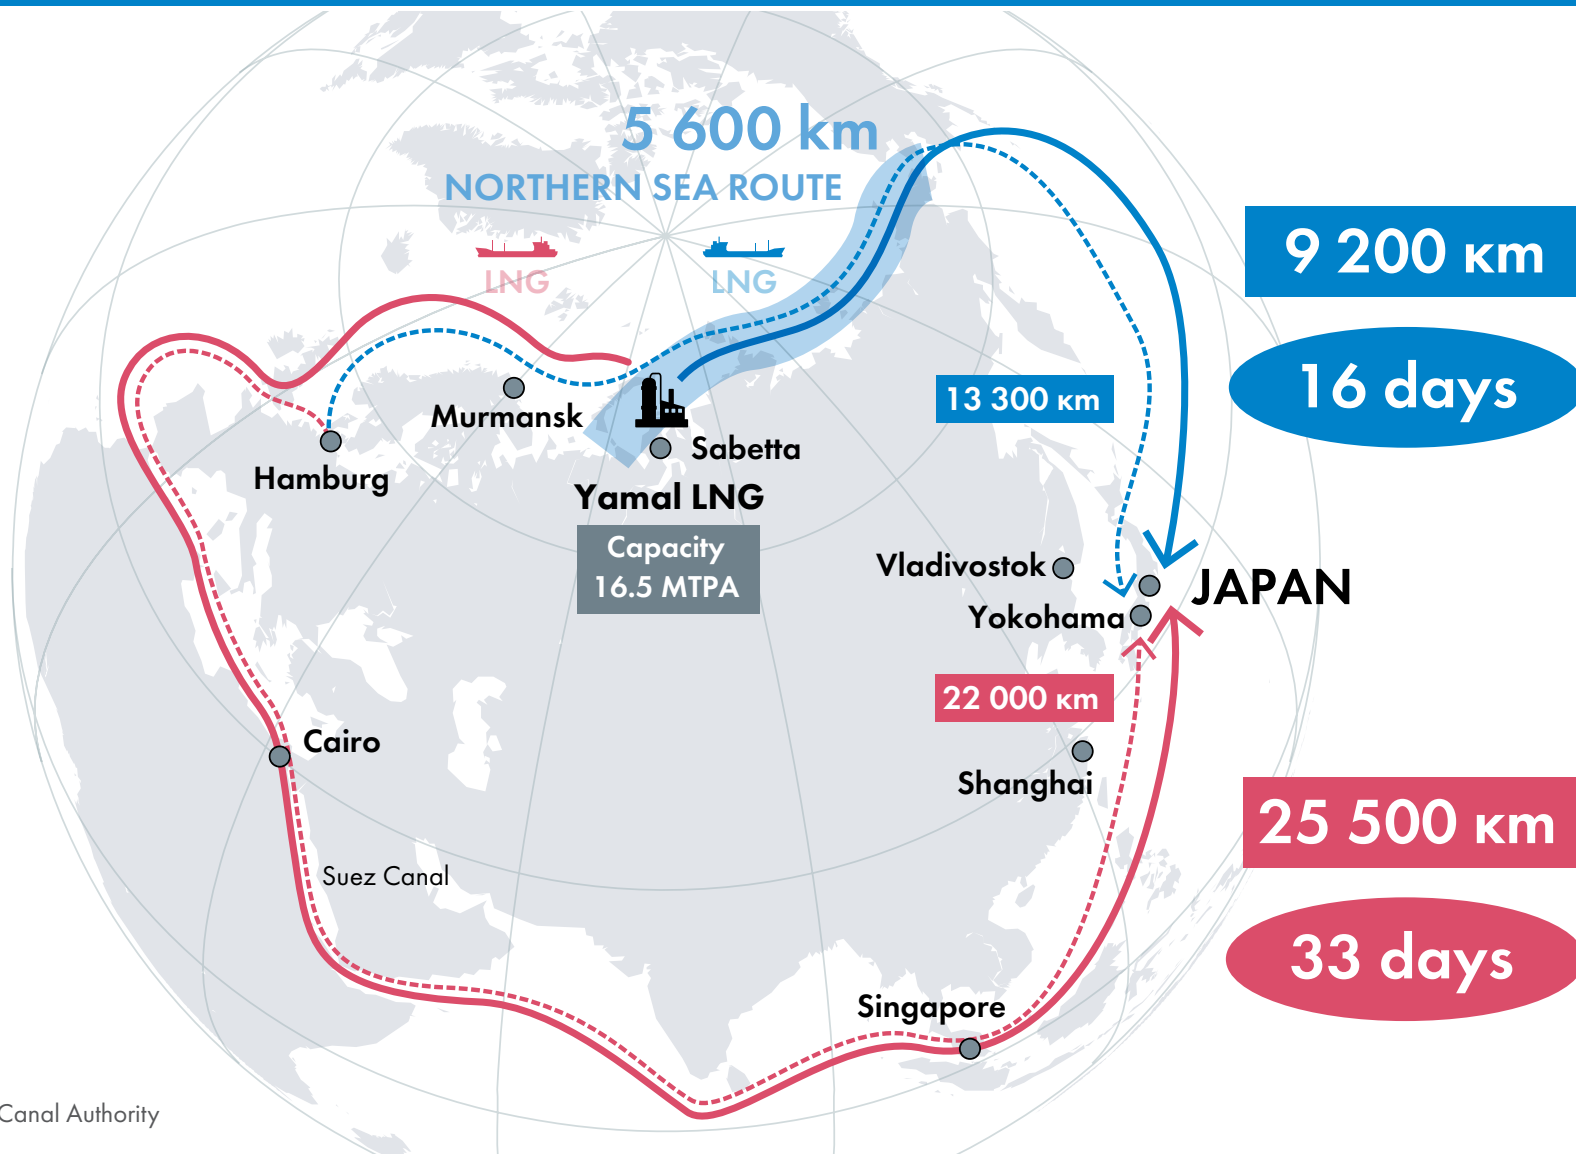 5 600 km
NORTHERN SEA ROUTE
LNG
LNG
9 200 км
16 days
13 300 км
Murmansk
Sabetta
Hamburg
Yamal LNG
Capacity
16.5 MTPA
Vladivostok
JAPAN
Yokohama
22 000 км
Cairo
Shanghai
25 500 км
Suez Canal
33 days
Singapore
Canal Authority